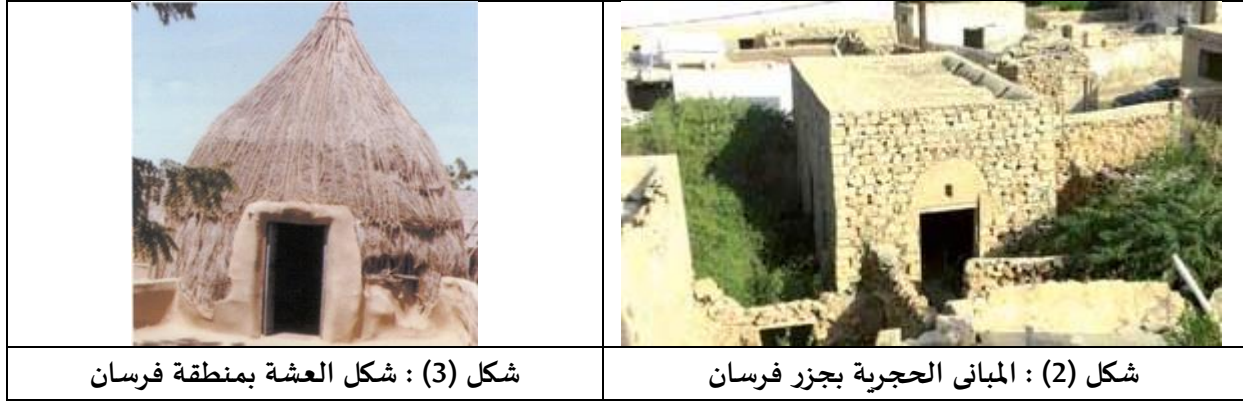 شكل (2) : المبانى الحجرية بجزر فرسان
شكل (3) : شكل العشة بمنطقة فرسان